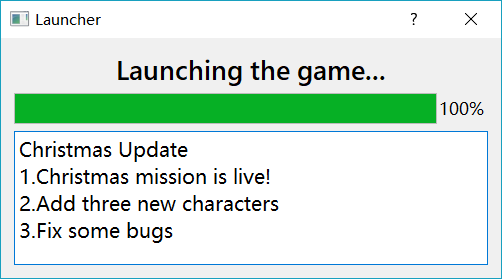 Launcher
Launching the game...
100%
Christmas Update
1.Christmas mission is live!
2.Add three new characters
3.Fix some bugs